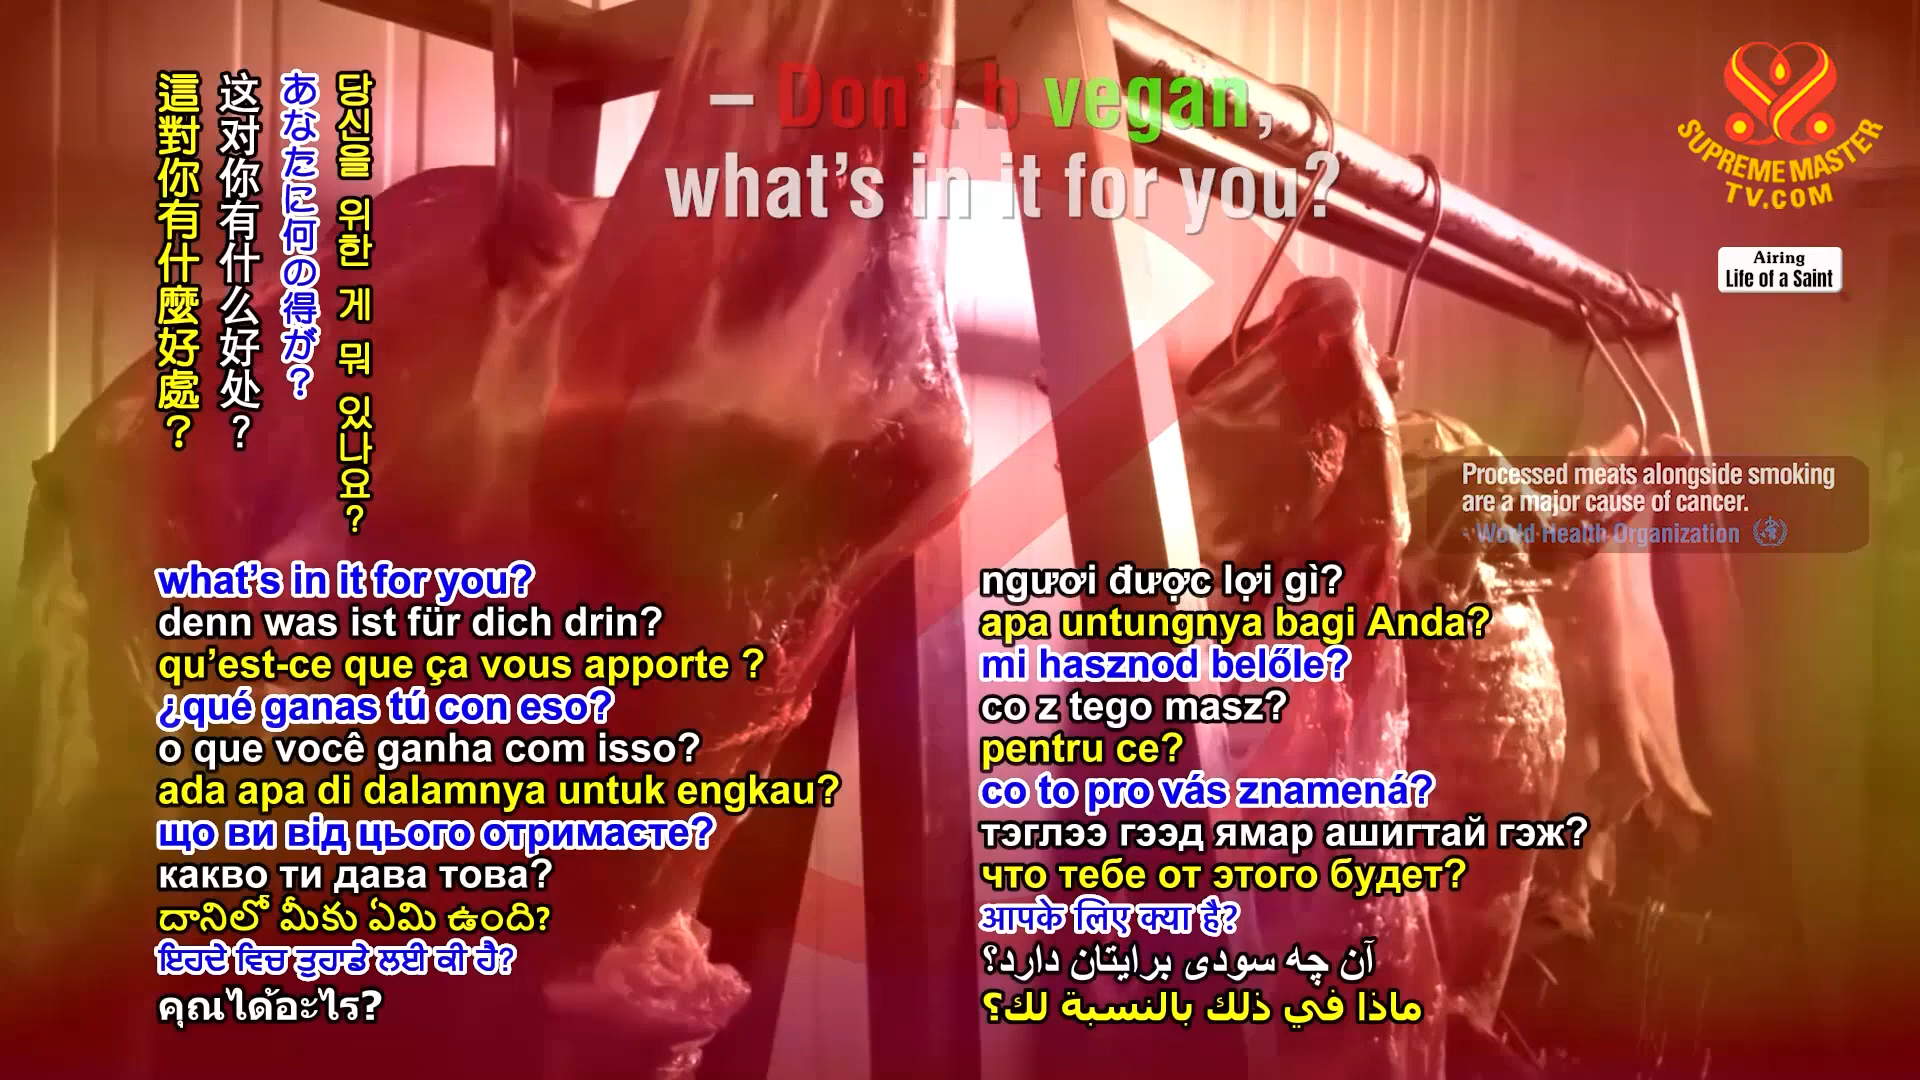 – Don't b vegan,
what's in it for you?
SUPREME MASTER
TV.COM
Airing
Life of a Saint
當신을 위한 게 뭐 있나요?
あなたに何の得が?
这对你有什么好处?
這對你有什麼好處?
Processed meats alongside smoking
are a major cause of cancer.
- World Health Organization
what's in it for you?
denn was ist für dich drin?
qu'est-ce que ça vous apporte ?
¿qué ganas tú con eso?
o que você ganha com isso?
ada apa di dalamnya untuk engkau?
що ви від цього отримаєте?
какво ти дава това?
దానిలో మీకు ఏమి ఉంది?
ਇਹਦੇ ਵਿਚ ਤੁਹਾਡੇ ਲਈ ਕੀ ਹੈ?
คุณได้อะไร?
ngươi được lợi gì?
apa untungnya bagi Anda?
mi hasznod belőle?
co z tego masz?
pentru ce?
co to pro vás znamená?
тэглээ гээд ямар ашигтай гэж?
что тебе от этого будет?
आपके लिए क्या है?
آن چه سودی برایتان دارد؟
ماذا في ذلك بالنسبة لك؟